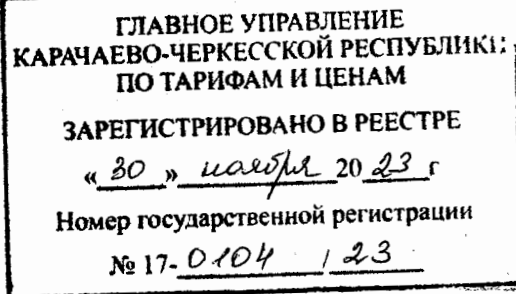 ГЛАВНОЕ УПРАВЛЕНИЕ
КАРАЧАЕВО-ЧЕРКЕССКОЙ РЕСПУБЛИКИ
ПО ТАРИФАМ И ЦЕНАМ
ЗАРЕГИСТРИРОВАНО В РЕЕСТРЕ
« 30 » ноября 20 23 г
Номер государственной регистрации
№ 17- 0104 / 23